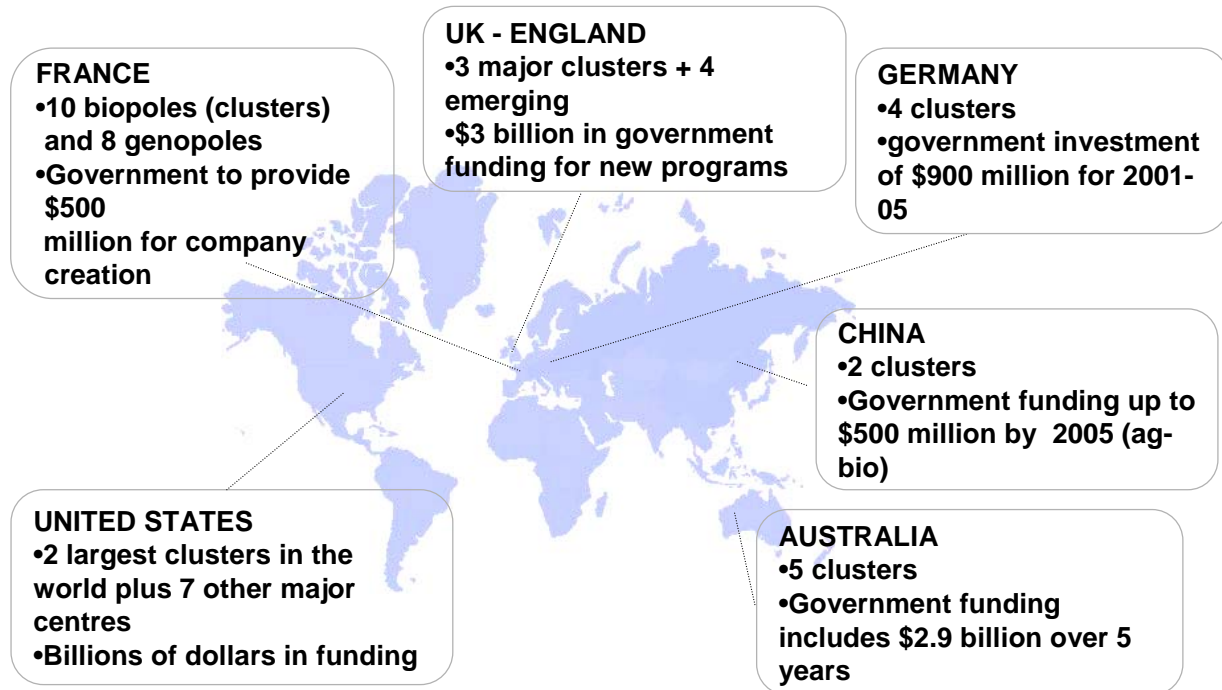 FRANCE
•10 biopoles (clusters)
and 8 genopoles
•Government to provide
$500
million for company
creation
UK - ENGLAND
•3 major clusters + 4
emerging
•$3 billion in government
funding for new programs
GERMANY
•4 clusters
•government investment
of $900 million for 2001-
05
CHINA
•2 clusters
•Government funding up to
$500 million by 2005 (ag-
bio)
UNITED STATES
•2 largest clusters in the
world plus 7 other major
centres
•Billions of dollars in funding
AUSTRALIA
•5 clusters
•Government funding
includes $2.9 billion over 5
years